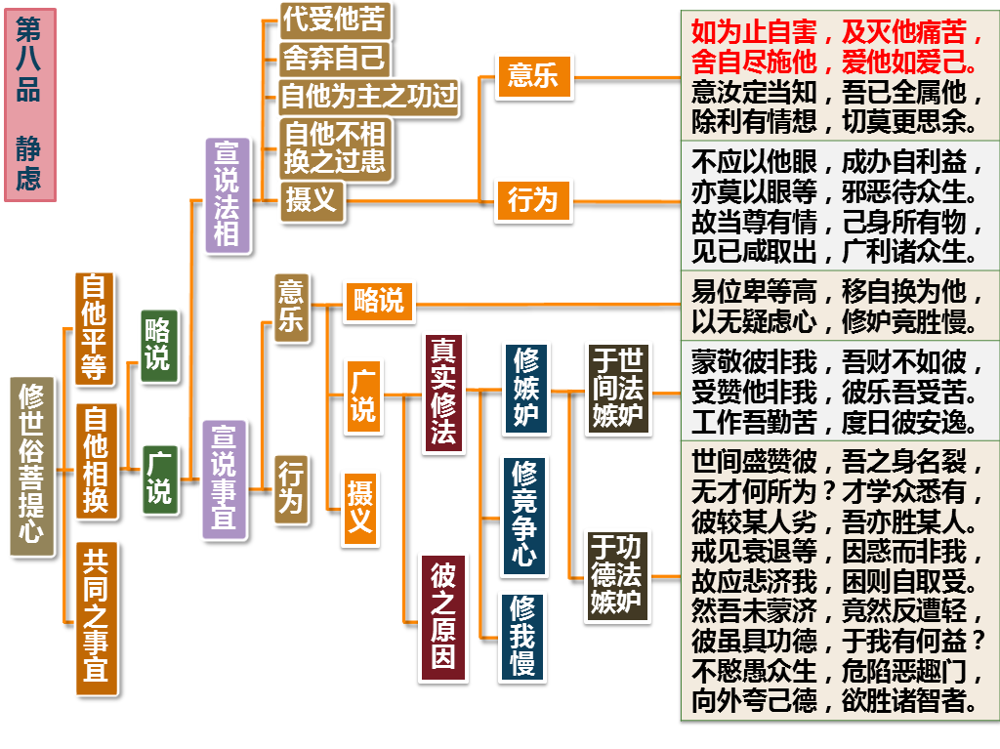 第八品 静虑
修世俗菩提心
自他平等
自他相换
共同之事宜
略说
广说
宣说法相
宣说事宜
代受他苦
舍弃自己
自他为主之功过
自他不相
换之过患
摄义
意乐
行为
意乐
行为
略说
广说
摄义
真实修法
彼之原因
修嫉妒
修竞争心
修我慢
于世
间法
嫉妒
于功
德法
嫉妒
如为止自害，及灭他痛苦，
舍自尽施他，爱他如爱己。
意汝定当知，吾已全属他，
除利有情想，切莫更思余。
不应以他眼，成办自利益，
亦莫以眼等，邪恶待众生。
故当尊有情，己身所有物，
见已咸取出，广利诸众生。
易位卑等高，移自换为他，
以无疑虑心，修妒竞胜慢。
蒙敬彼非我，吾财不如彼，
受赞他非我，彼乐吾受苦。
工作吾勤苦，度日彼安逸。
世间盛赞彼，吾之身名裂，
无才何所为？才学众悉有，
彼较某人劣，吾亦胜某人。
戒见衰退等，因惑而非我，
故应悲济我，困则自取受。
然吾未蒙济，竟然反遭轻，
彼虽具功德，于我有何益？
不愍愚众生，危陷恶趣门，
向外夸己德，欲胜诸智者。